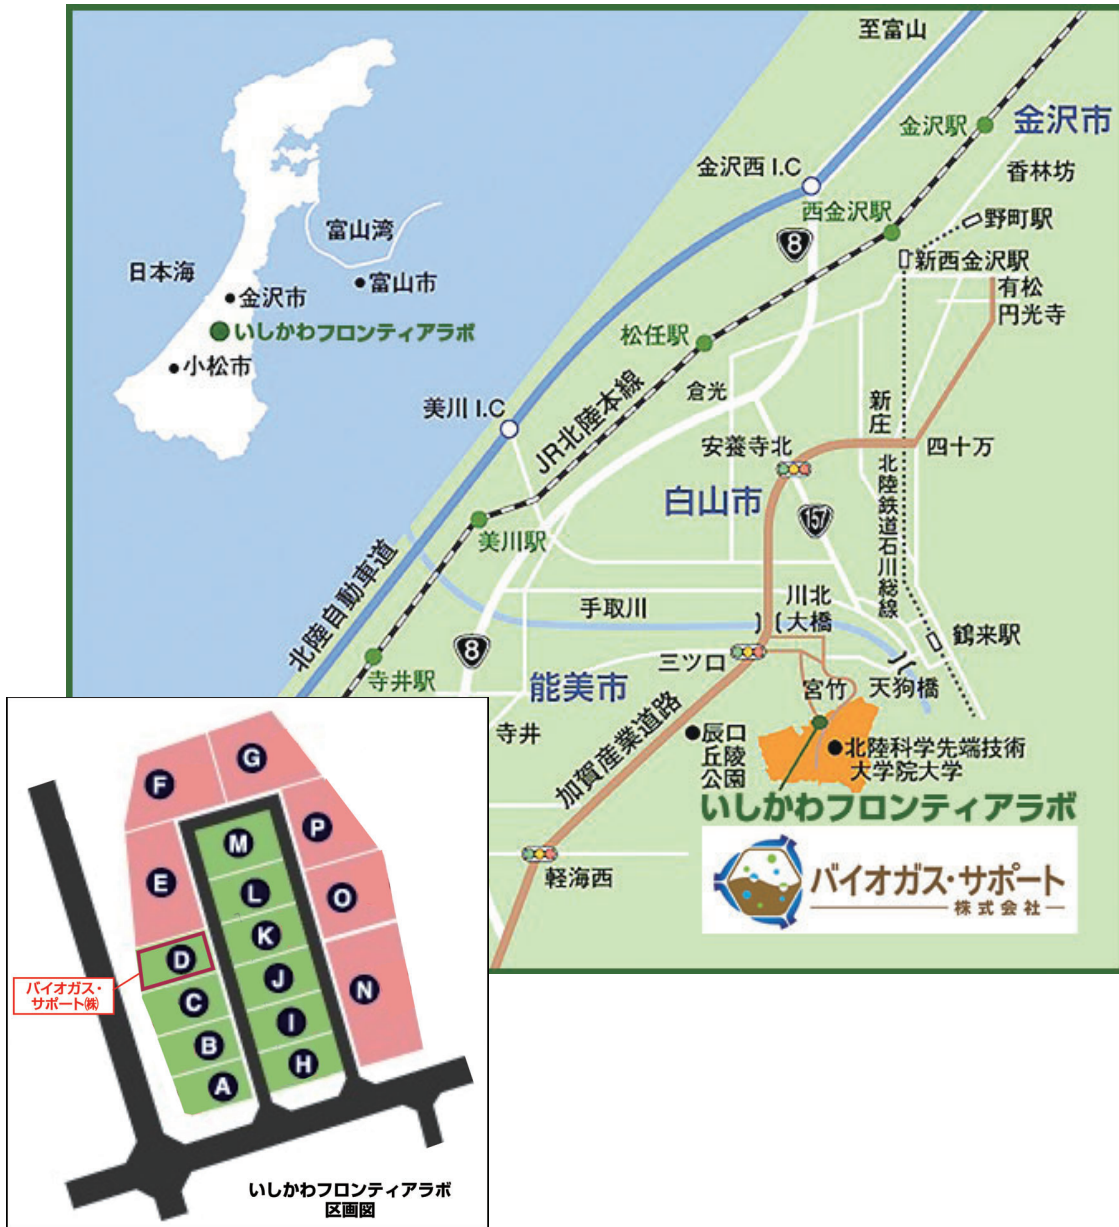 至富山
金沢駅
金沢市
金沢西I.C
香林坊
西金沢駅
野町駅
8
新西金沢駅
富山湾
日本海
富山市
有松
金沢市
円光寺
いしかわフロンティアラボ
松任駅
小松市
倉光
新庄
美川I.C
JR北陸本線
安養寺北
四十万
白山市
157
北陸鉄道石川総線
美川駅
北陸自動車道
手取川
川北
大橋
鶴来駅
8
三ツ口
寺井駅
能美市
宮竹
天狗橋
寺井
加賀産業道路
辰口
丘陵
公園
北陸科学先端技術
大学院大学
いしかわフロンティアラボ
バイオガス・サポート
株式会社
軽海西
G
F
P
M
E
L
O
K
D
バイオガス・
サポート㈱
J
N
C
I
B
H
A
いしかわフロンティアラボ
区画図